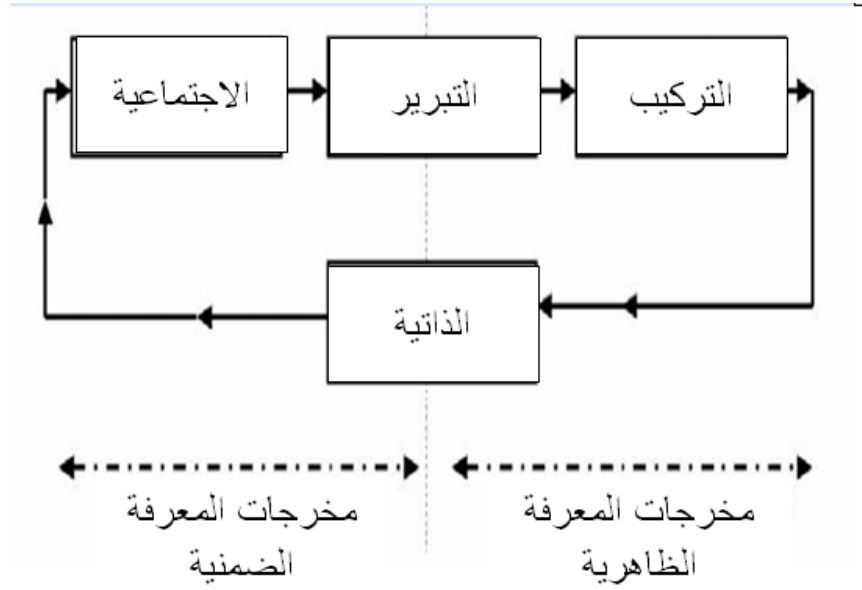 الاجتماعية
التبرير
التركيب
الذاتية
مخرجات المعرفة
الضمنية
مخرجات المعرفة
الظاهرية